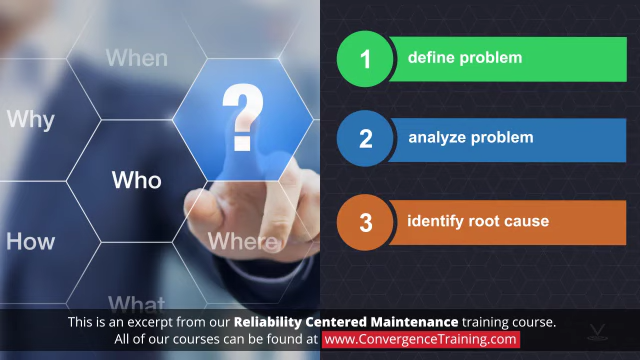 When
Why
?
Who
How
Where
What
1 define problem
2 analyze problem
3 identify root cause
This is an excerpt from our Reliability Centered Maintenance training course.
All of our courses can be found at www.ConvergenceTraining.com